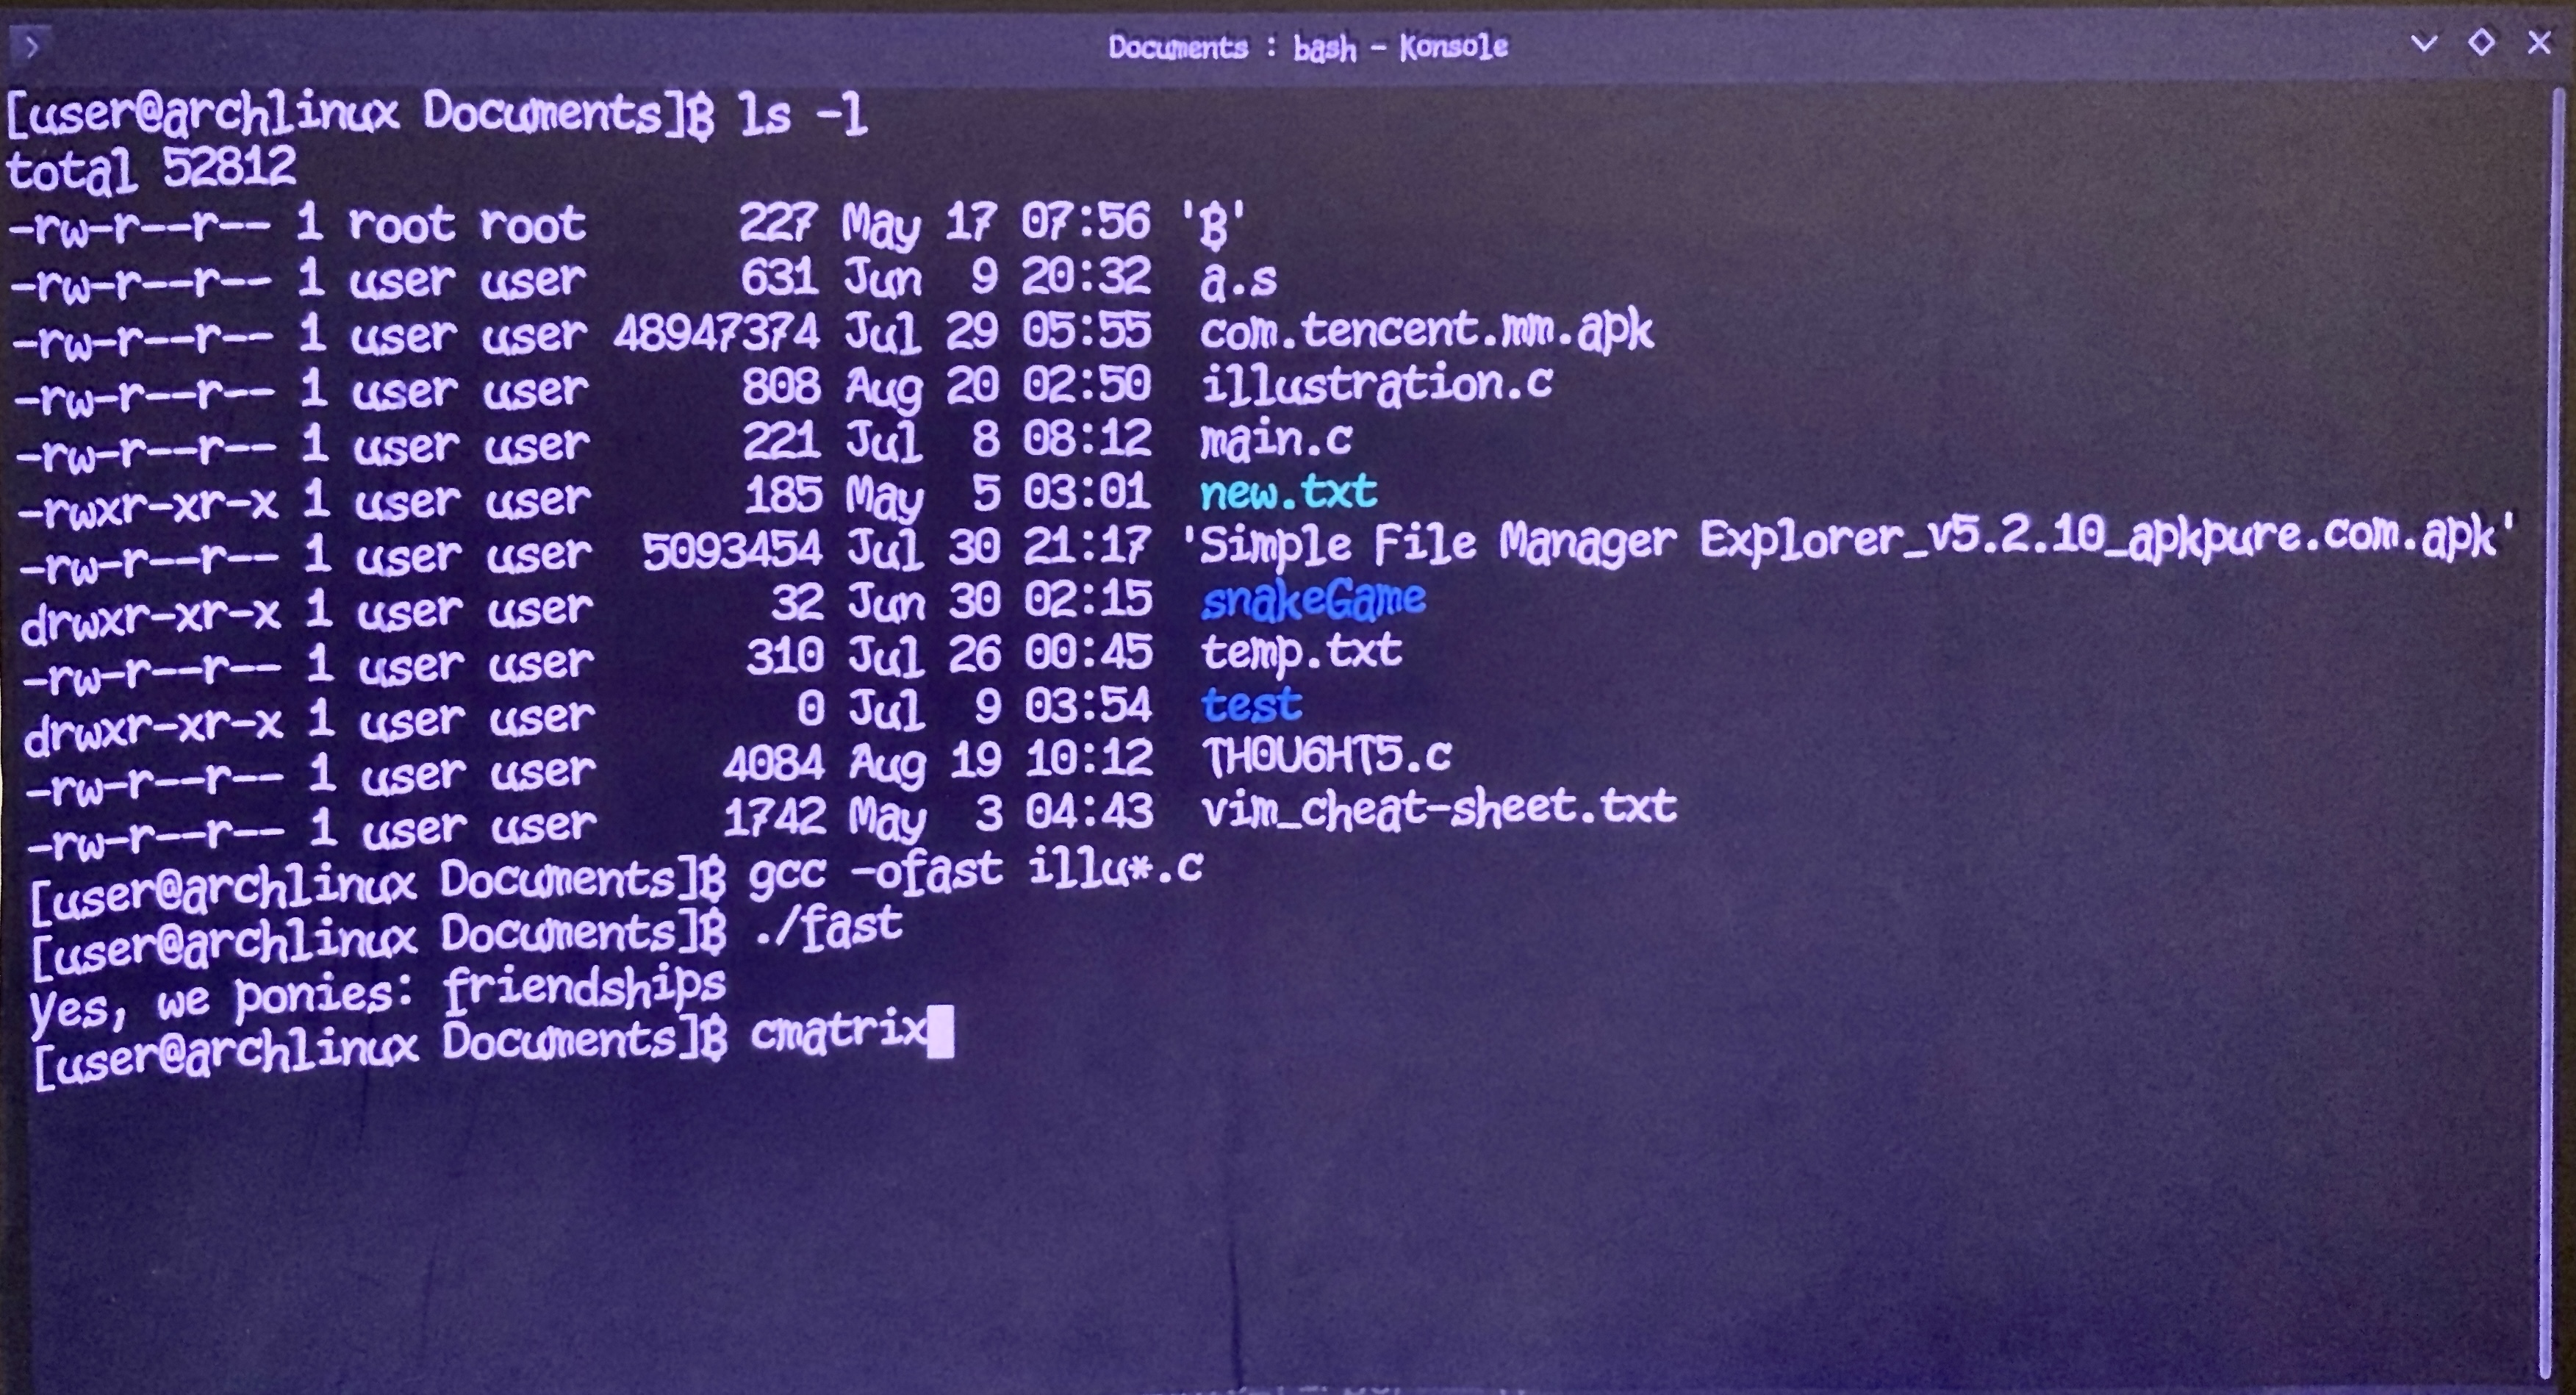 Documents : bash – Konsole
[user@archlinux Documents]$ ls -l
total 52812
-rw-r--r-- 1 root root      227 May 17 07:56 '$'
-rw-r--r-- 1 user user      631 Jun  9 20:32  a.s
-rw-r--r-- 1 user user 48947374 Jul 29 05:55  com.tencent.mm.apk
-rw-r--r-- 1 user user      808 Aug 20 02:50  illustration.c
-rw-r--r-- 1 user user      221 Jul  8 08:12  main.c
-rwxr-xr-x 1 user user      185 May  5 03:01  new.txt
-rw-r--r-- 1 user user  5093454 Jul 30 21:17 'Simple File Manager Explorer_v5.2.10_apkpure.com.apk'
drwxr-xr-x 1 user user       32 Jun 30 02:15  snakeGame
-rw-r--r-- 1 user user      310 Jul 26 00:45  temp.txt
drwxr-xr-x 1 user user        0 Jul  9 03:54  test
-rw-r--r-- 1 user user     4084 Aug 19 10:12  TH0U6HT5.c
-rw-r--r-- 1 user user     1742 May  3 04:43  vim_cheat-sheet.txt
[user@archlinux Documents]$ gcc -ofast illu*.c
[user@archlinux Documents]$ ./fast
Yes, we ponies: friendships
[user@archlinux Documents]$ cmatrix